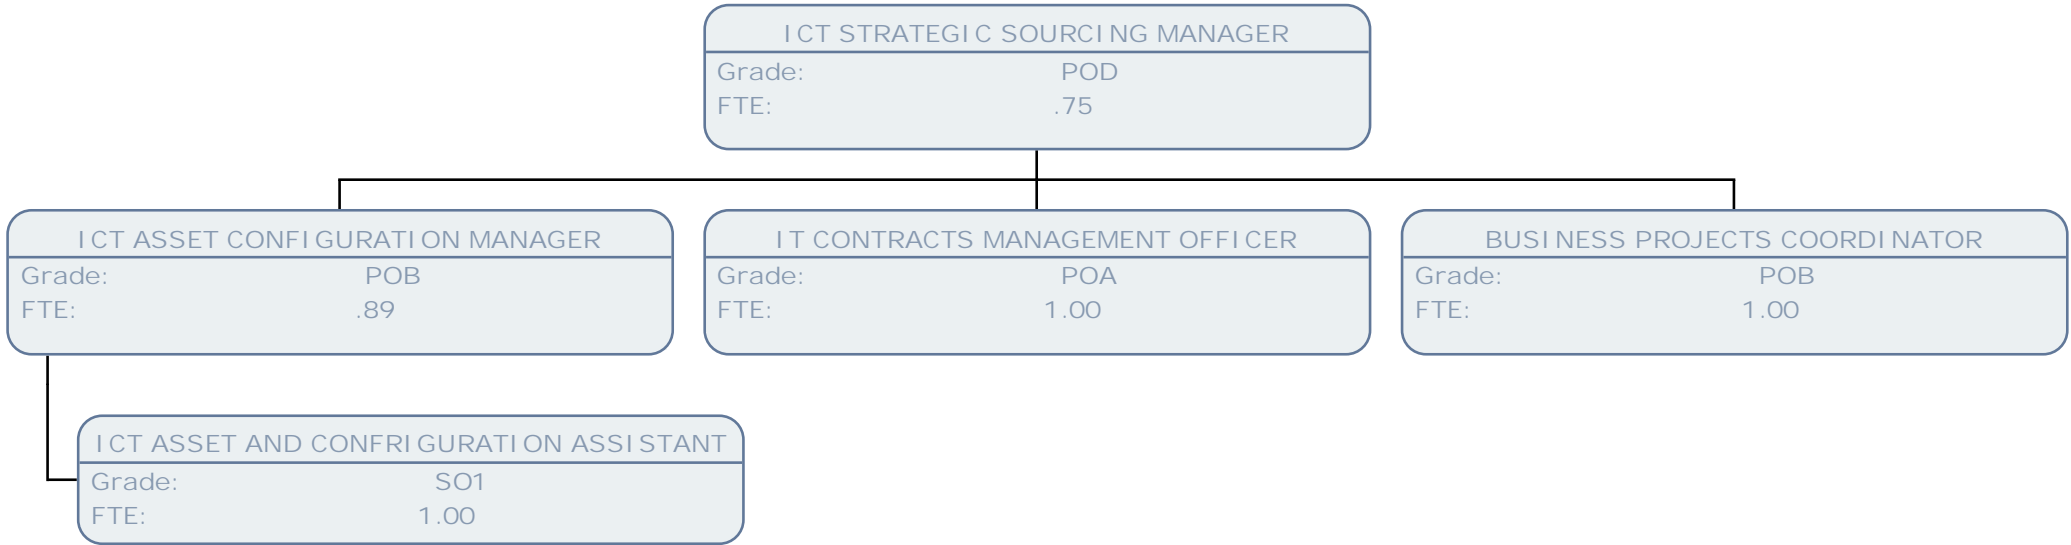 ICT STRATEGIC SOURCING MANAGER
Grade: POD
FTE: .75
ICT ASSET CONFIGURATION MANAGER
Grade: POB
FTE: .89
IT CONTRACTS MANAGEMENT OFFICER
Grade: POA
FTE: 1.00
BUSINESS PROJECTS COORDINATOR
Grade: POB
FTE: 1.00
ICT ASSET AND CONFRIGURATION ASSISTANT
Grade: SO1
FTE: 1.00